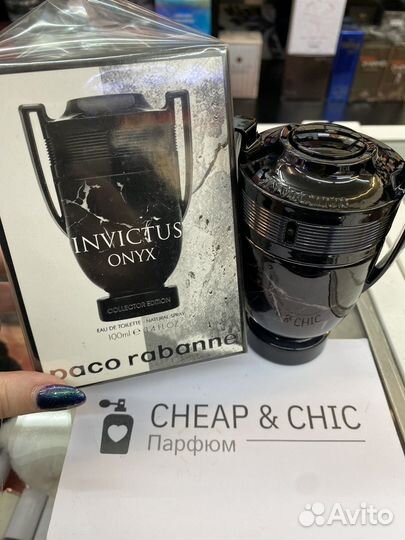 INVICTUS
ONYX
COLLECTOR EDITION
EAU DE TOILETTE - NATURAL SPRAY
100ml e 3.4 FL.OZ
paco rabanne
& CHIC
CHEAP & CHIC
Парфюм
Avito